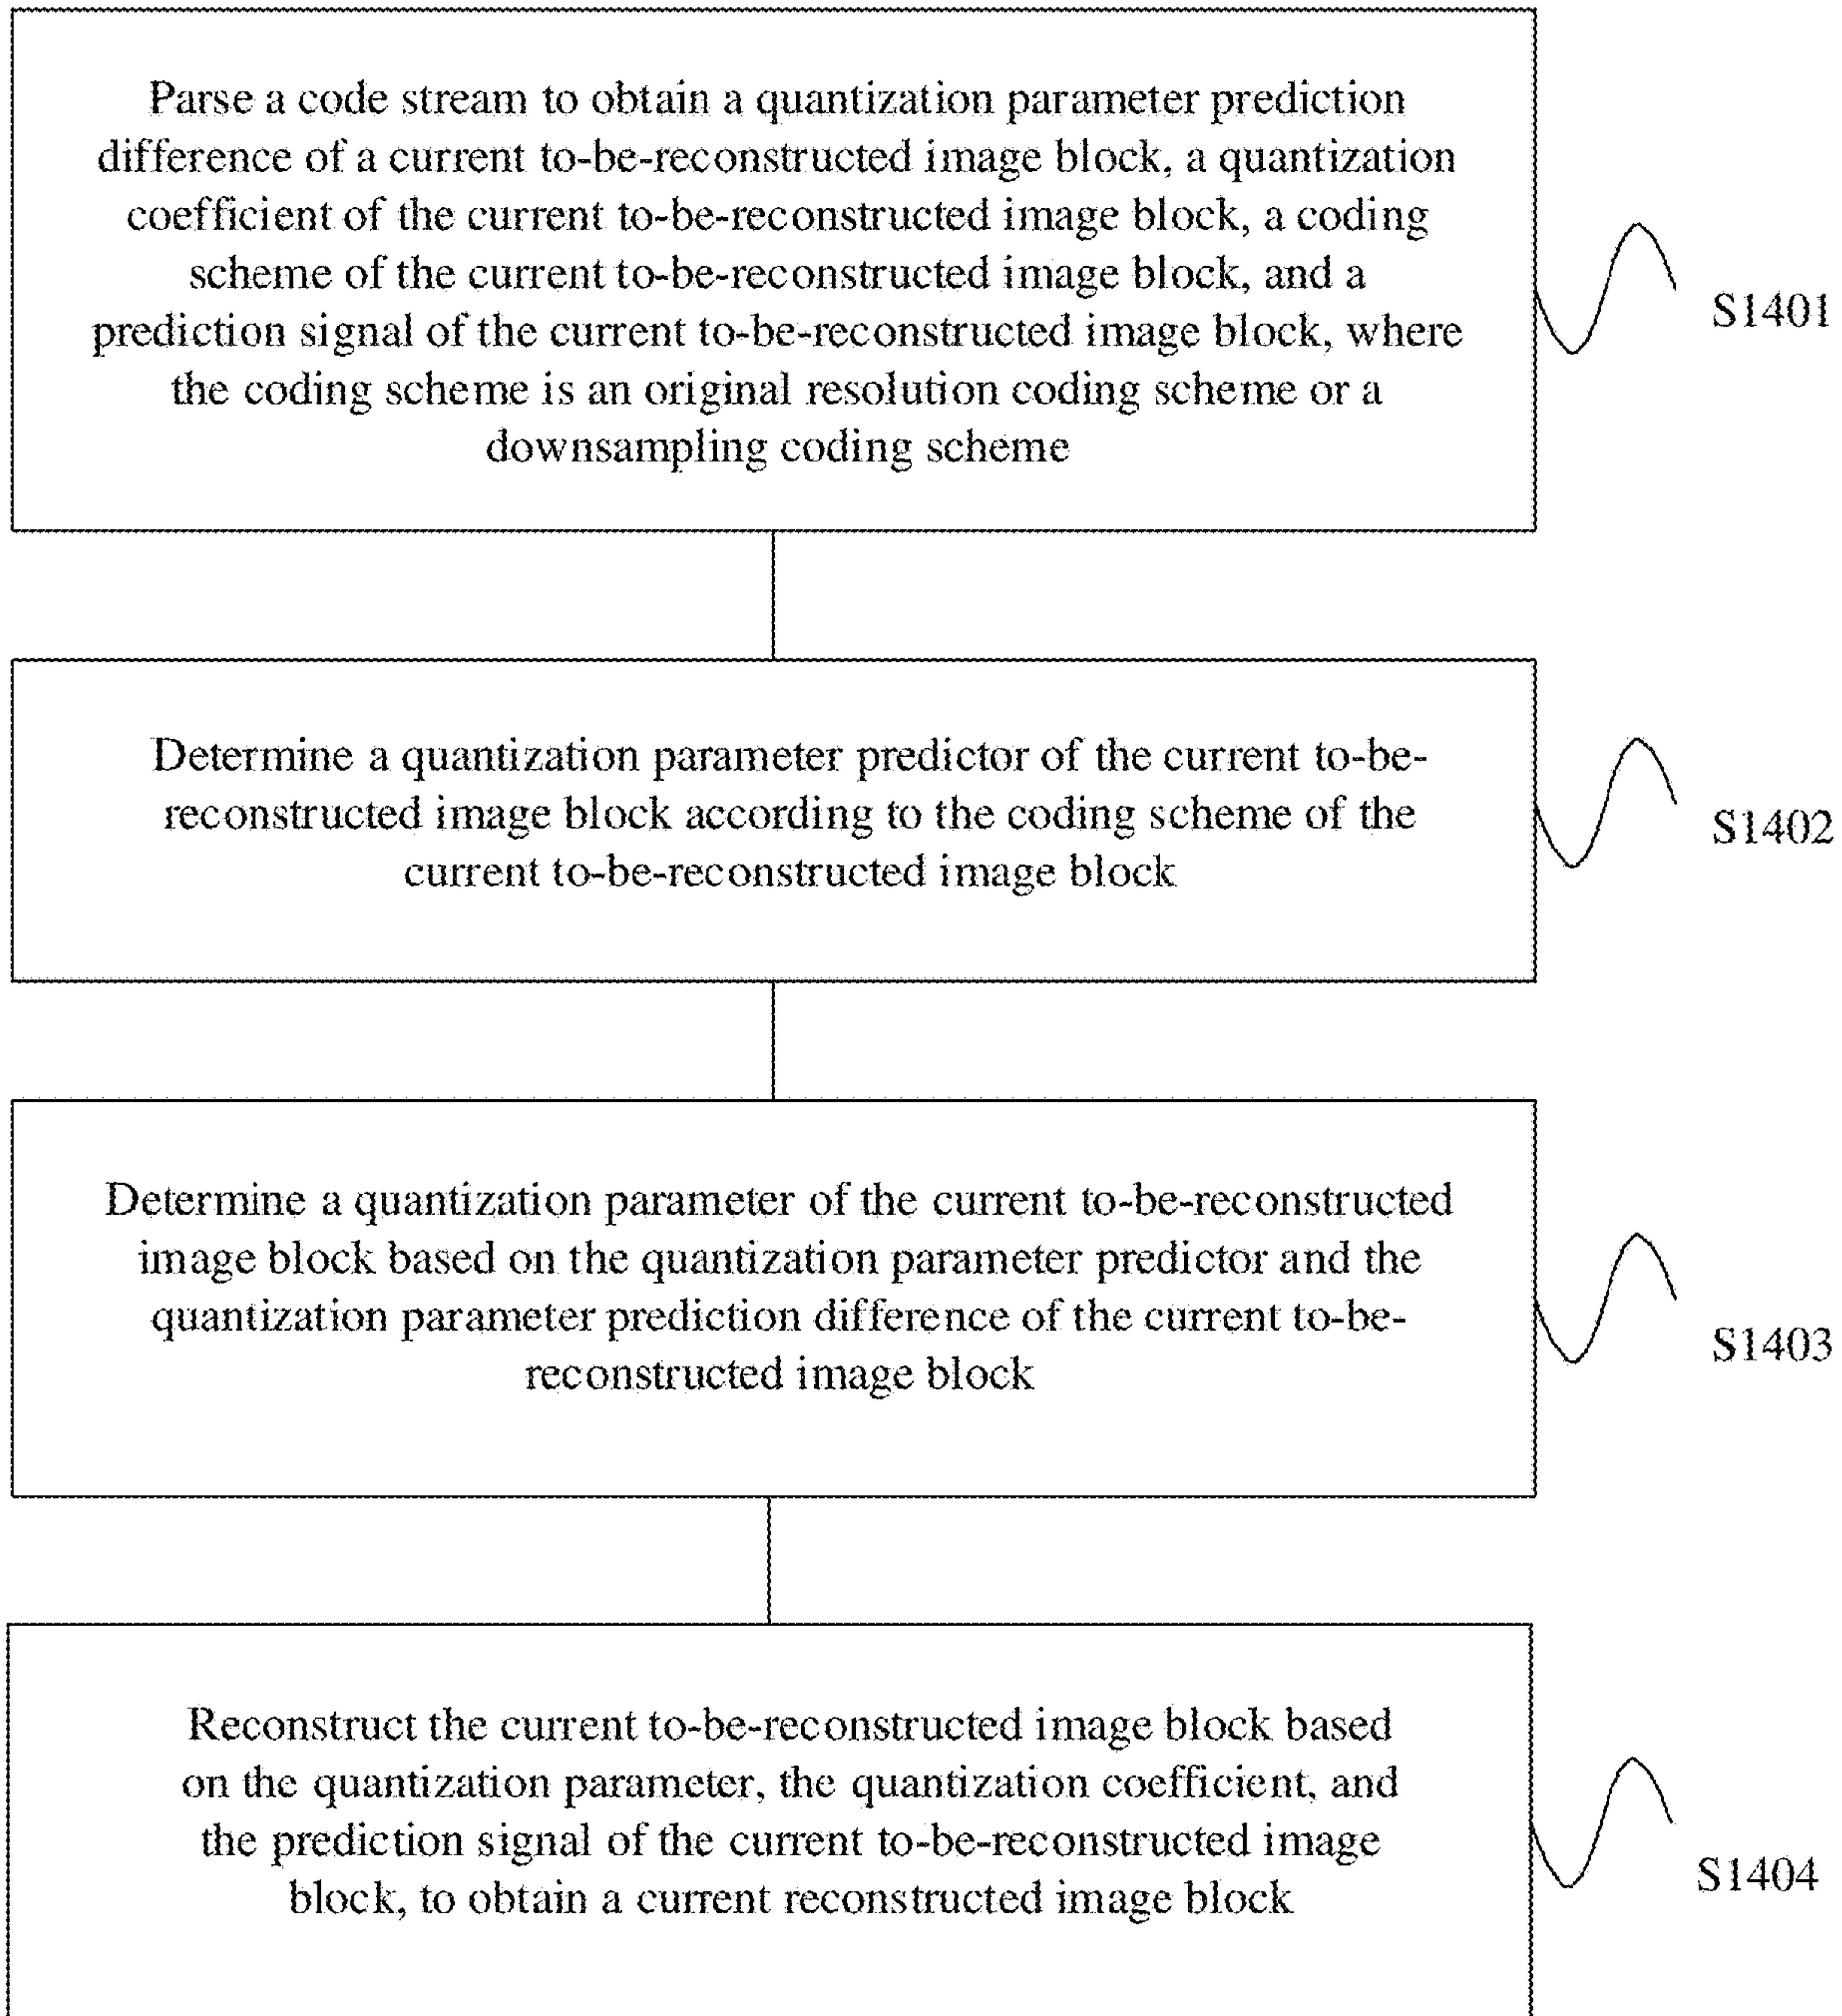 Parse a code stream to obtain a quantization parameter prediction
difference of a current to-be-reconstructed image block, a quantization
coefficient of the current to-be-reconstructed image block, a coding
scheme of the current to-be-reconstructed image block, and a
prediction signal of the current to-be-reconstructed image block, where
the coding scheme is an original resolution coding scheme or a
downsampling coding scheme
S1401
Determine a quantization parameter predictor of the current to-be-
reconstructed image block according to the coding scheme of the
current to-be-reconstructed image block
S1402
Determine a quantization parameter of the current to-be-reconstructed
image block based on the quantization parameter predictor and the
quantization parameter prediction difference of the current to-be-
reconstructed image block
S1403
Reconstruct the current to-be-reconstructed image block based
on the quantization parameter, the quantization coefficient, and
the prediction signal of the current to-be-reconstructed image
block, to obtain a current reconstructed image block
S1404